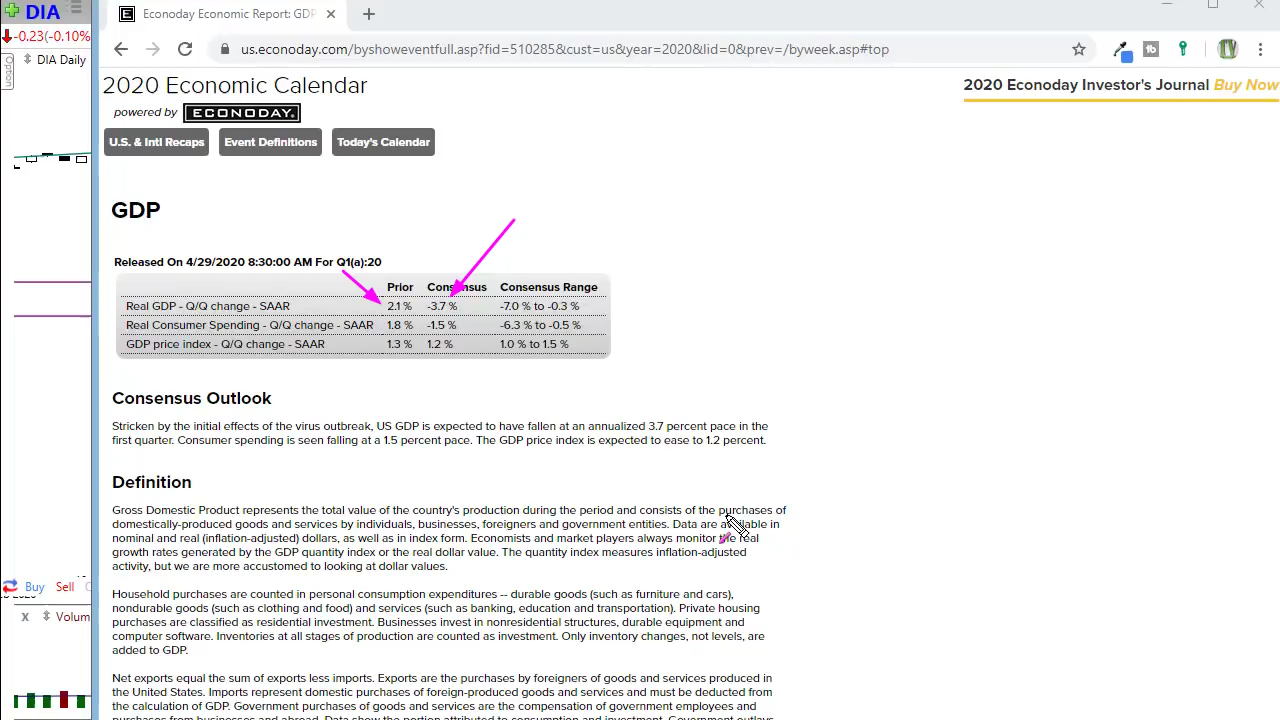 DIA
-0.23(-0.10%
Option
DIA Daily
Buy Sell
X Volum
E Econoday Economic Report: GDP
us.econoday.com/byshoweventfull.asp?fid=510285&cust=us&year=2020&lid=0&prev=/byweek.asp#top
2020 Economic Calendar
2020 Econoday Investor's Journal Buy Now
powered by ECONODAY.
U.S. & Intl Recaps Event Definitions Today's Calendar
GDP
Released On 4/29/2020 8:30:00 AM For Q1(a):20
Prior Consensus Consensus Range
Real GDP - Q/Q change - SAAR 2.1 % -3.7 % -7.0 % to -0.3 %
Real Consumer Spending - Q/Q change - SAAR 1.8 % -1.5 % -6.3 % to -0.5 %
GDP price index - Q/Q change - SAAR 1.3 % 1.2 % 1.0 % to 1.5 %
Consensus Outlook
Stricken by the initial effects of the virus outbreak, US GDP is expected to have fallen at an annualized 3.7 percent pace in the
first quarter. Consumer spending is seen falling at a 1.5 percent pace. The GDP price index is expected to ease to 1.2 percent.
Definition
Gross Domestic Product represents the total value of the country's production during the period and consists of the purchases of
domestically-produced goods and services by individuals, businesses, foreigners and government entities. Data are available in
nominal and real (inflation-adjusted) dollars, as well as in index form. Economists and market players always monitor the real
growth rates generated by the GDP quantity index or the real dollar value. The quantity index measures inflation-adjusted
activity, but we are more accustomed to looking at dollar values.
Household purchases are counted in personal consumption expenditures -- durable goods (such as furniture and cars),
nondurable goods (such as clothing and food) and services (such as banking, education and transportation). Private housing
purchases are classified as residential investment. Businesses invest in nonresidential structures, durable equipment and
computer software. Inventories at all stages of production are counted as investment. Only inventory changes, not levels, are
added to GDP.
Net exports equal the sum of exports less imports. Exports are the purchases by foreigners of goods and services produced in
the United States. Imports represent domestic purchases of foreign-produced goods and services and must be deducted from
the calculation of GDP. Government purchases of goods and services are the compensation of government employees and
purchases from businesses and abroad. Data show the portion attributed to consumption and investment. Government outlays